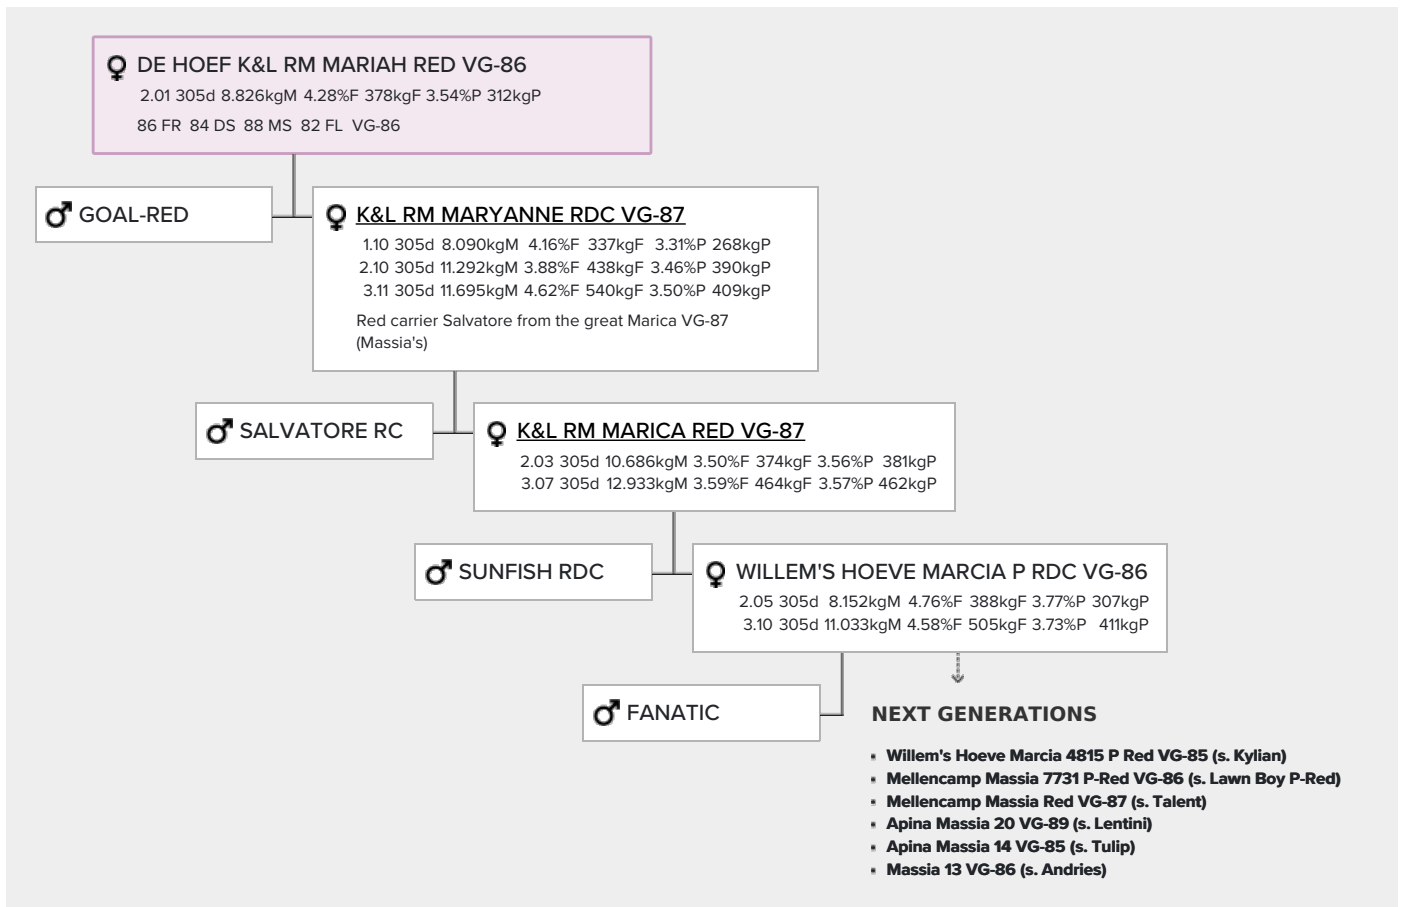 DE HOEF K&L RM MARIAH RED VG-86
2.01 305d 8.826kgM 4.28%F 378kgF 3.54%P 312kgP
86 FR 84 DS 88 MS 82 FL VG-86
GOAL-RED
K&L RM MARYANNE RDC VG-87
1.10 305d 8.090kgM 4.16%F 337kgF 3.31%P 268kgP
2.10 305d 11.292kgM 3.88%F 438kgF 3.46%P 390kgP
3.11 305d 11.695kgM 4.62%F 540kgF 3.50%P 409kgP
Red carrier Salvatore from the great Marica VG-87
(Massia's)
SALVATORE RC
K&L RM MARICA RED VG-87
2.03 305d 10.686kgM 3.50%F 374kgF 3.56%P 381kgP
3.07 305d 12.933kgM 3.59%F 464kgF 3.57%P 462kgP
SUNFISH RDC
WILLEM'S HOEVE MARCIA P RDC VG-86
2.05 305d 8.152kgM 4.76%F 388kgF 3.77%P 307kgP
3.10 305d 11.033kgM 4.58%F 505kgF 3.73%P 411kgP
FANATIC
NEXT GENERATIONS
Willem's Hoeve Marcia 4815 P Red VG-85 (s. Kylian)
Mellencamp Massia 7731 P-Red VG-86 (s. Lawn Boy P-Red)
Mellencamp Massia Red VG-87 (s. Talent)
Apina Massia 20 VG-89 (s. Lentini)
Apina Massia 14 VG-85 (s. Tulip)
Massia 13 VG-86 (s. Andries)